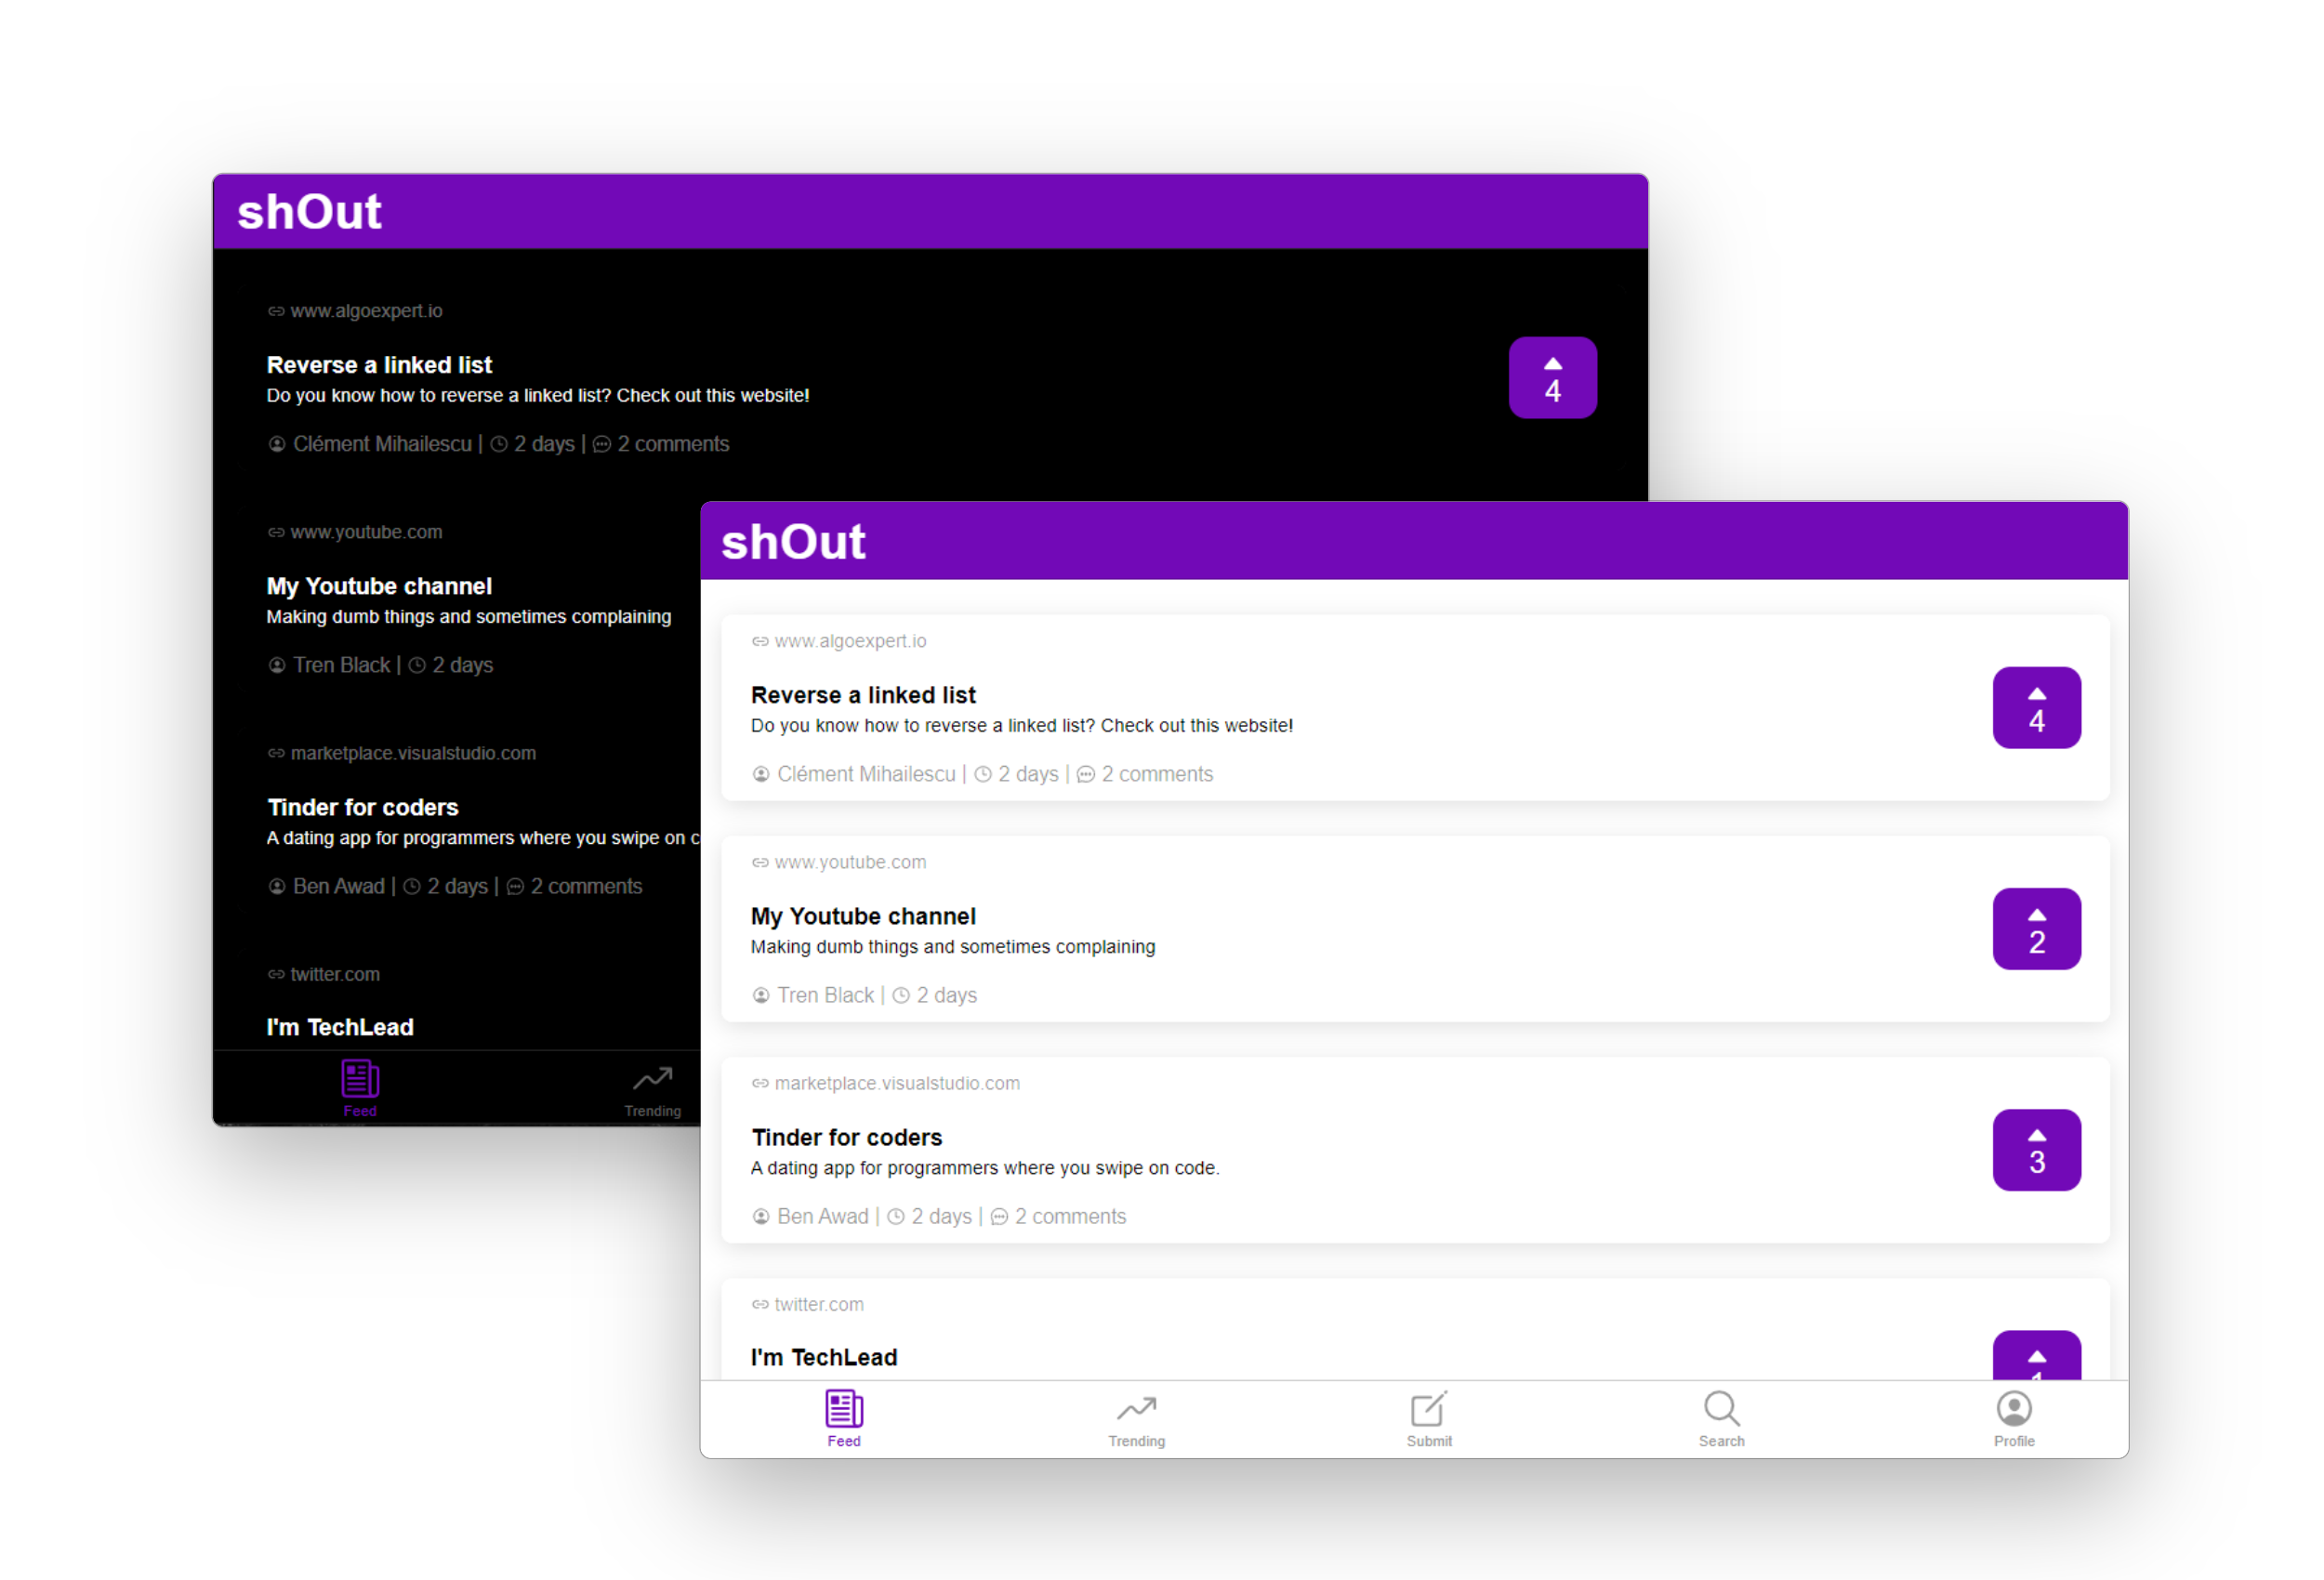 shOut
www.algoexpert.io
Reverse a linked list
Do you know how to reverse a linked list? Check out this website!
4
Clément Mihailescu | 2 days | 2 comments
www.youtube.com
My Youtube channel
Making dumb things and sometimes complaining
Tren Black | 2 days
marketplace.visualstudio.com
Tinder for coders
A dating app for programmers where you swipe on c
Ben Awad | 2 days | 2 comments
twitter.com
I'm TechLead
Feed
Trending
shOut
www.algoexpert.io
Reverse a linked list
Do you know how to reverse a linked list? Check out this website!
4
Clément Mihailescu | 2 days | 2 comments
www.youtube.com
My Youtube channel
Making dumb things and sometimes complaining
2
Tren Black | 2 days
marketplace.visualstudio.com
Tinder for coders
A dating app for programmers where you swipe on code.
3
Ben Awad | 2 days | 2 comments
twitter.com
I'm TechLead
Feed
Trending
Submit
Search
Profile